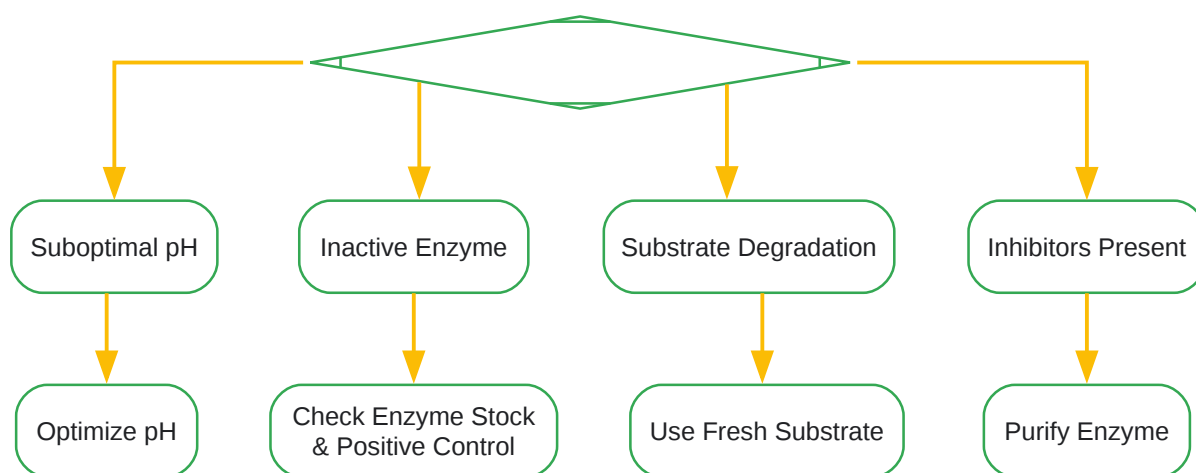 Suboptimal pH
Inactive Enzyme
Substrate Degradation
Inhibitors Present
Optimize pH
Check Enzyme Stock
& Positive Control
Use Fresh Substrate
Purify Enzyme